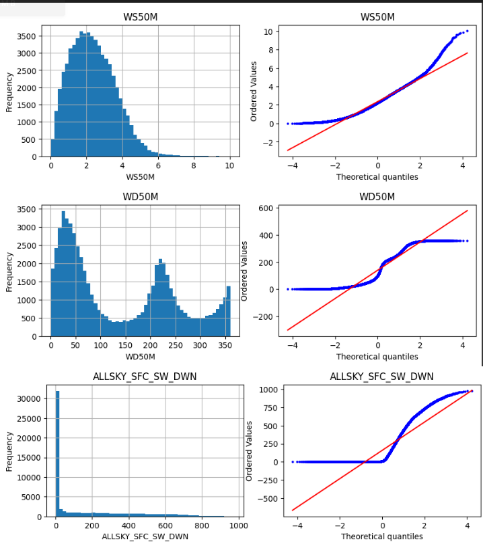 WS50M
Frequency
3500
3000
2500
2000
1500
1000
500
0
0 2 4 6 8 10
WS50M
WS50M
Ordered Values
10
8
6
4
2
0
−2
−4 −2 0 2 4
Theoretical quantiles
WD50M
Frequency
3500
3000
2500
2000
1500
1000
500
0
0 50 100 150 200 250 300 350
WD50M
WD50M
Ordered Values
600
400
200
0
−200
−4 −2 0 2 4
Theoretical quantiles
ALLSKY_SFC_SW_DWN
Frequency
30000
25000
20000
15000
10000
5000
0
0 200 400 600 800 1000
ALLSKY_SFC_SW_DWN
ALLSKY_SFC_SW_DWN
Ordered Values
1000
750
500
250
0
−250
−500
−4 −2 0 2 4
Theoretical quantiles